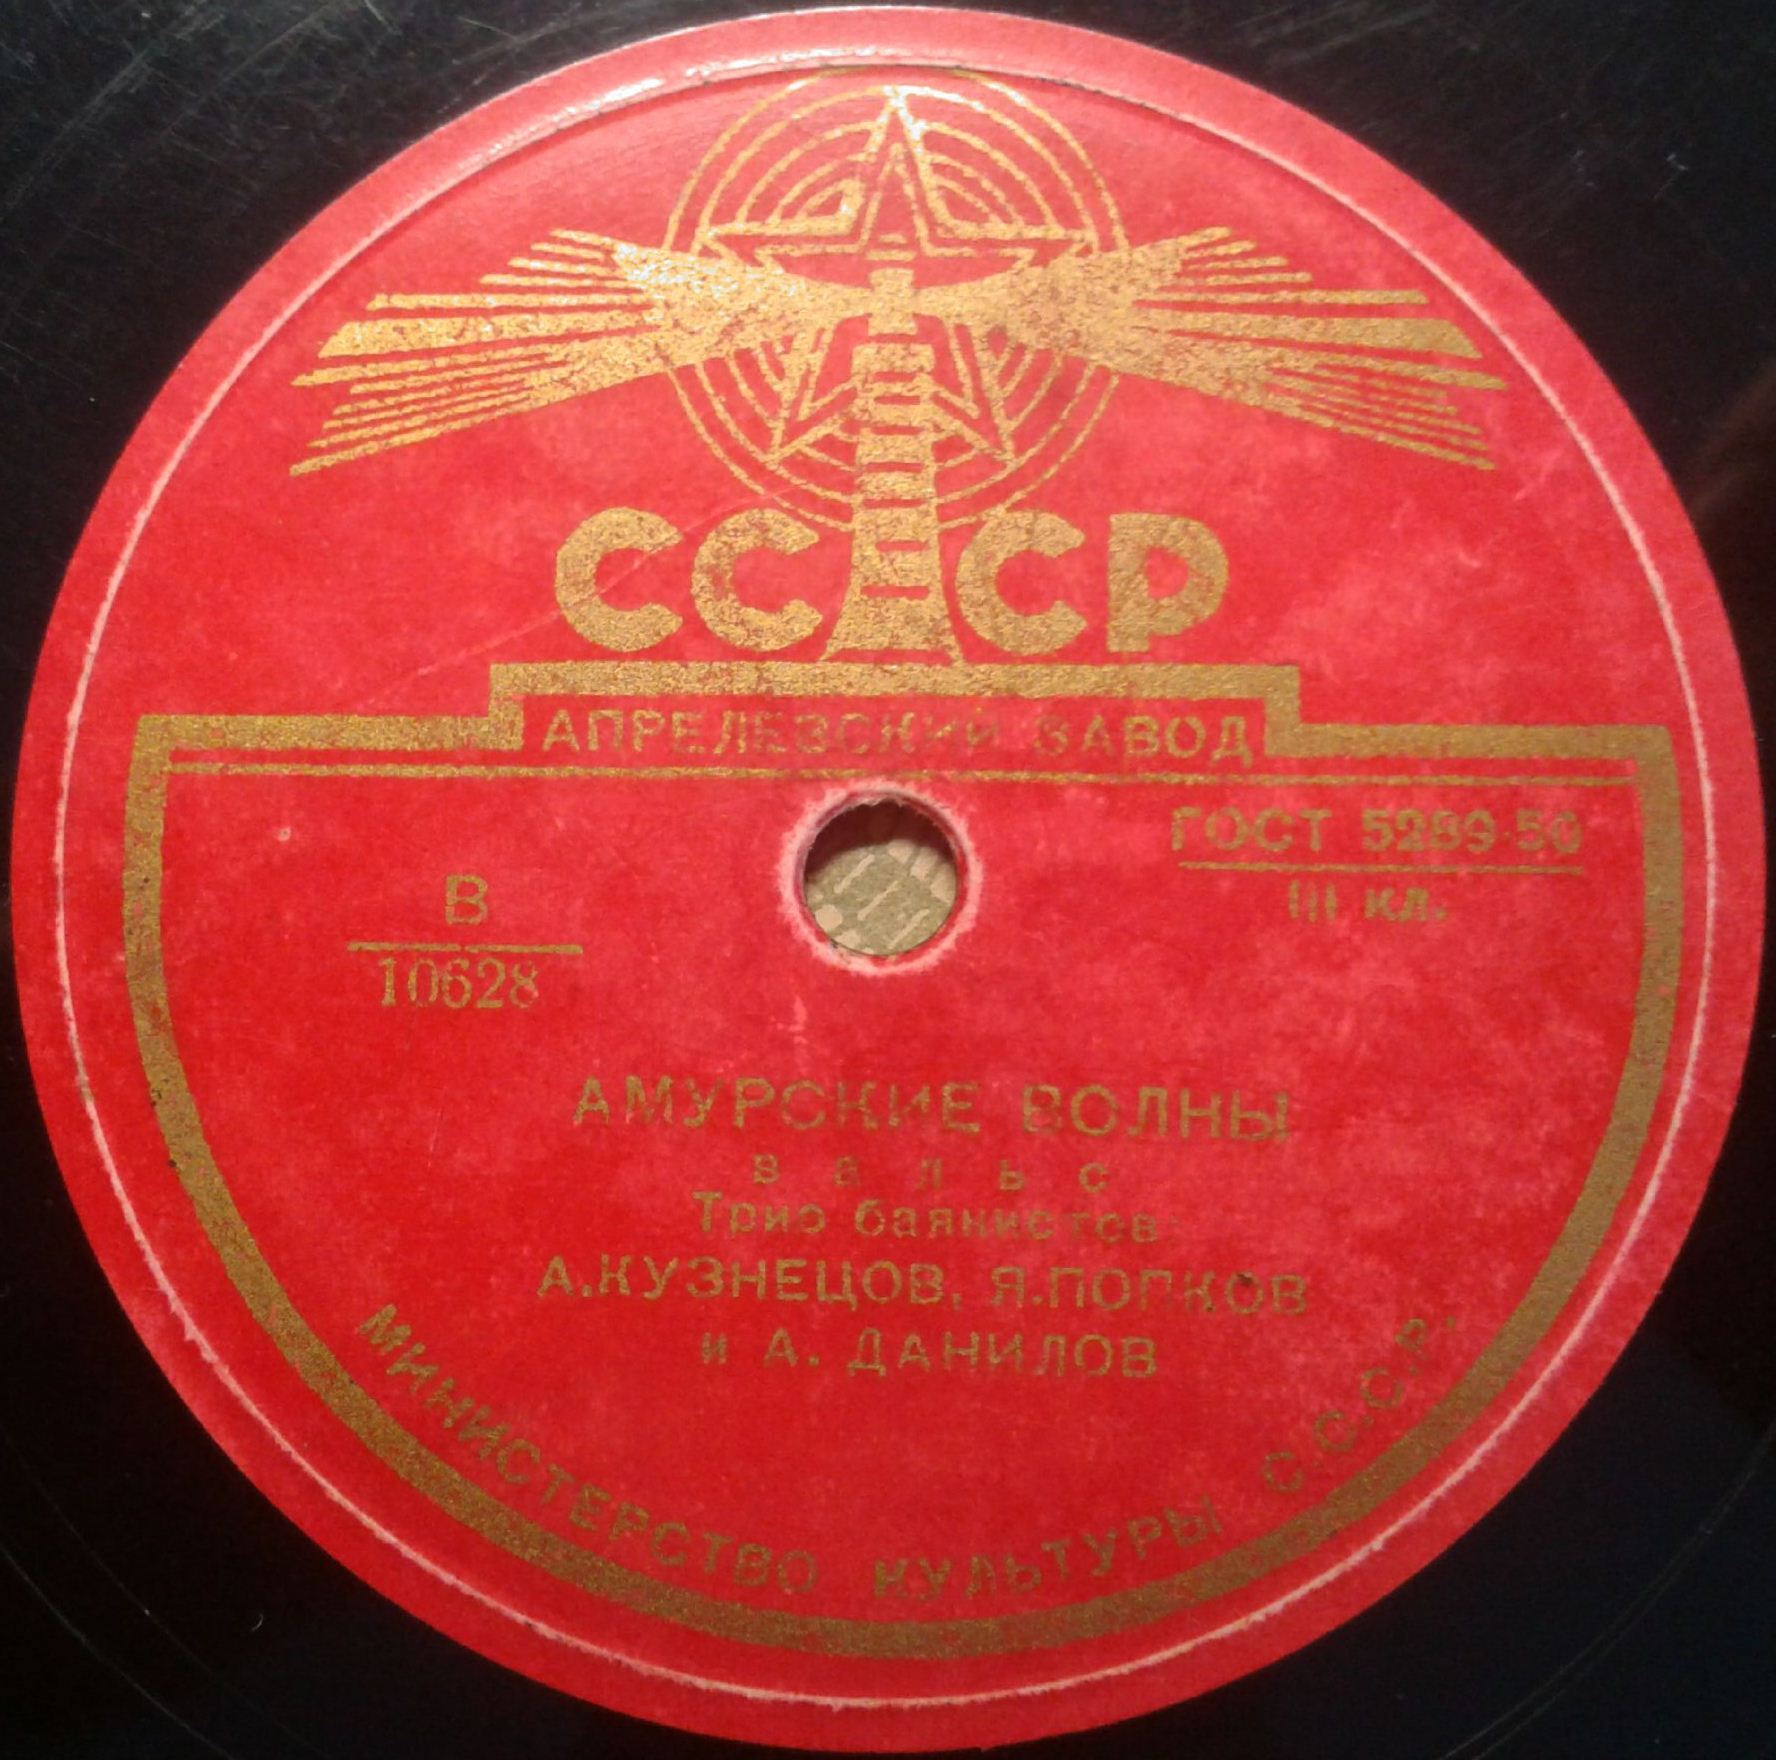 СССР
АПРЕЛЕВСКИЙ ЗАВОД
ГОСТ 5289-50
III кл.
В
10628
АМУРСКИЕ ВОЛНЫ
вальс
Трио баянистов:
А.КУЗНЕЦОВ, Я.ПОПКОВ
и А. ДАНИЛОВ
МИНИСТЕРСТВО КУЛЬТУРЫ С.С.С.Р.